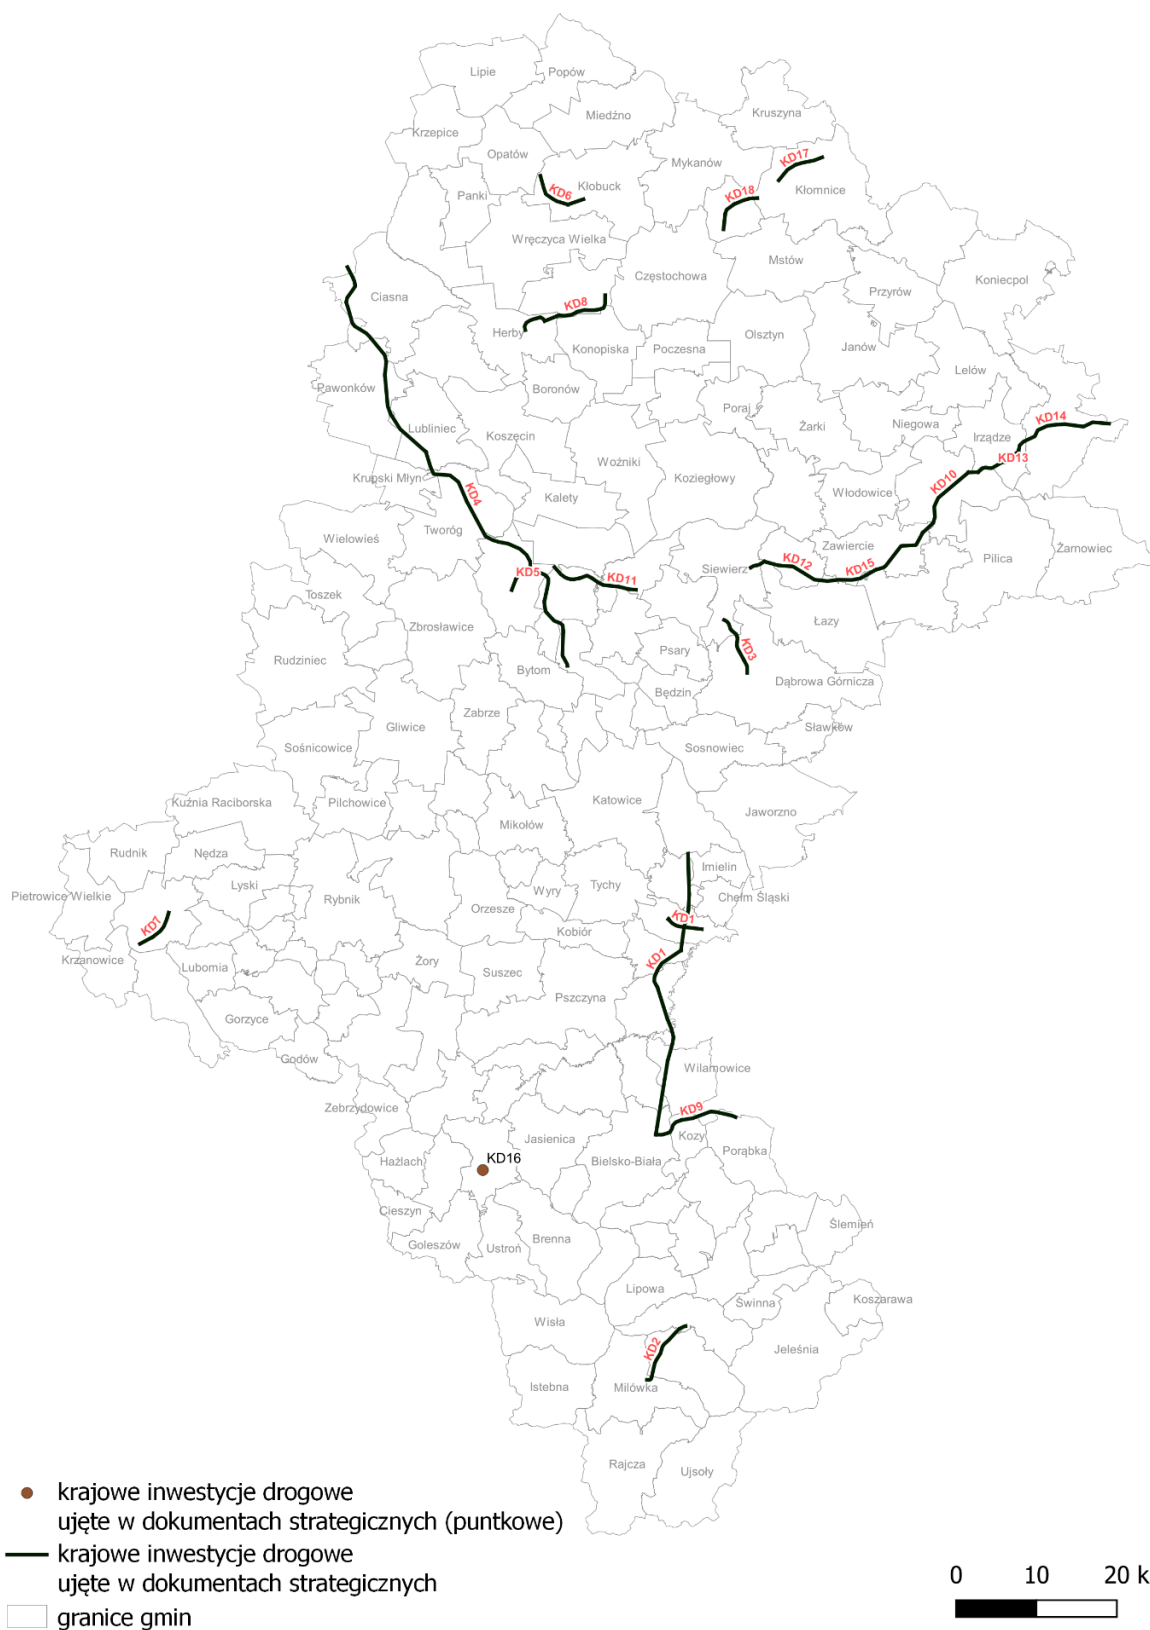 Lipie
Popów
Miedźno
Kruszyna
Krzepice
Opatów
Mykanów
KD17
Kłobuck
KD6
KD18
Kłomnice
Panki
Wręczyca Wielka
Mstów
Częstochowa
Koniecpol
Ciasna
Przyrów
KD8
Herby
Olsztyn
Konopiska
Poczesna
Janów
Lelów
Pawonków
Boronów
Poraj
KD14
Żarki
Niegowa
Lubliniec
Koszęcin
Irządze
KD13
Woźniki
Krupski Młyn
Koziegłowy
KD10
KD4
Kalety
Włodowice
Tworóg
Wielowieś
Zawiercie
Pilica
Żarnowiec
Siewierz
KD12
KD15
KD5
KD11
Toszek
Zbrosławice
Łazy
Rudziniec
Psary
KD3
Bytom
Dąbrowa Górnicza
Będzin
Zabrze
Gliwice
Sławków
Sośnicowice
Sosnowiec
Kuźnia Raciborska
Pilchowice
Katowice
Jaworzno
Mikołów
Rudnik
Nędza
Imielin
Lyski
Wyry
Tychy
Pietrowice Wielkie
Rybnik
Chełm Śląski
Orzesze
KD1
KD7
Kobiór
Krzanowice
Lubomia
Żory
Suszec
KD1
Pszczyna
Gorzyce
Godów
Wilamowice
Zebrzydowice
KD9
Jasienica
Kozy
KD16
Hażlach
Bielsko-Biała
Porąbka
Cieszyn
Ślemień
Goleszów
Ustroń
Brenna
Lipowa
Świnna
Koszarawa
Wisła
KD2
Jeleśnia
Istebna
Milówka
Rajcza
Ujsoły
krajowe inwestycje drogowe
ujęte w dokumentach strategicznych (puntkowe)
krajowe inwestycje drogowe
ujęte w dokumentach strategicznych
granice gmin
0 10 20 k